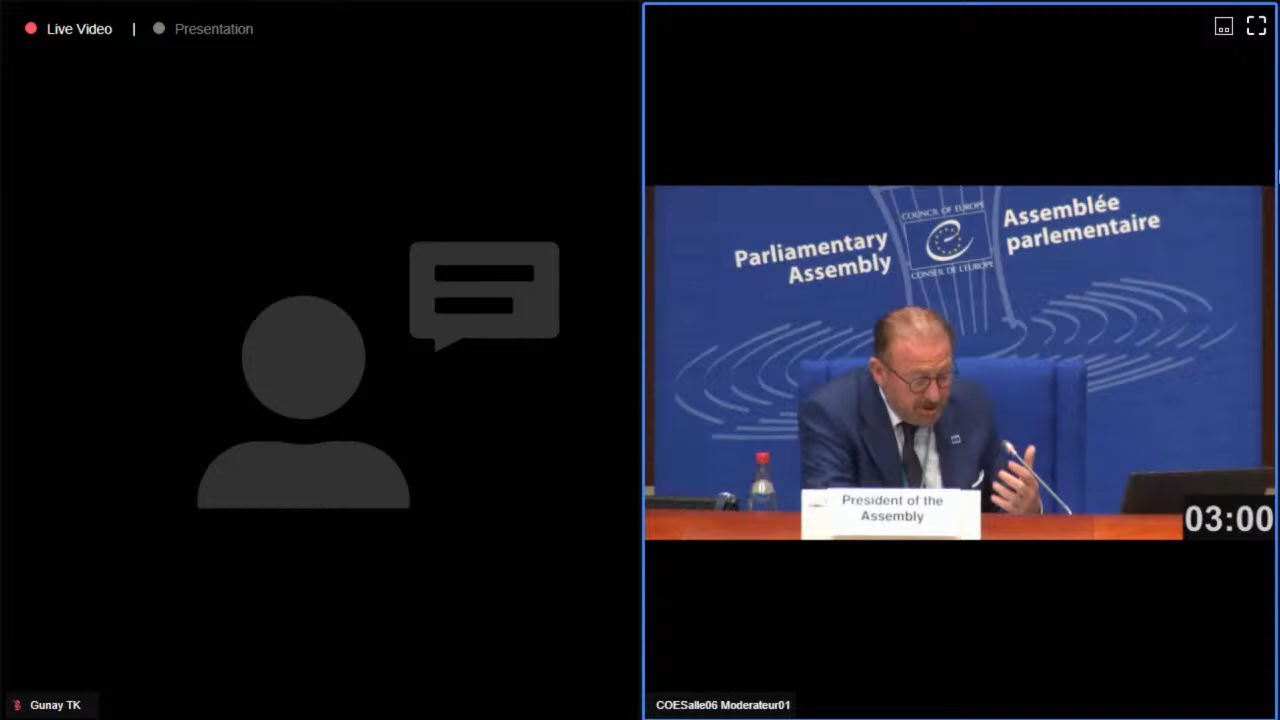 Live Video | Presentation
COUNCIL OF EUROPE
CONSEIL DE L'EUROPE
Parliamentary
Assembly
Assemblée
parlementaire
President of the
Assembly
03:00
Gunay TK
COESalle06 Moderateur01